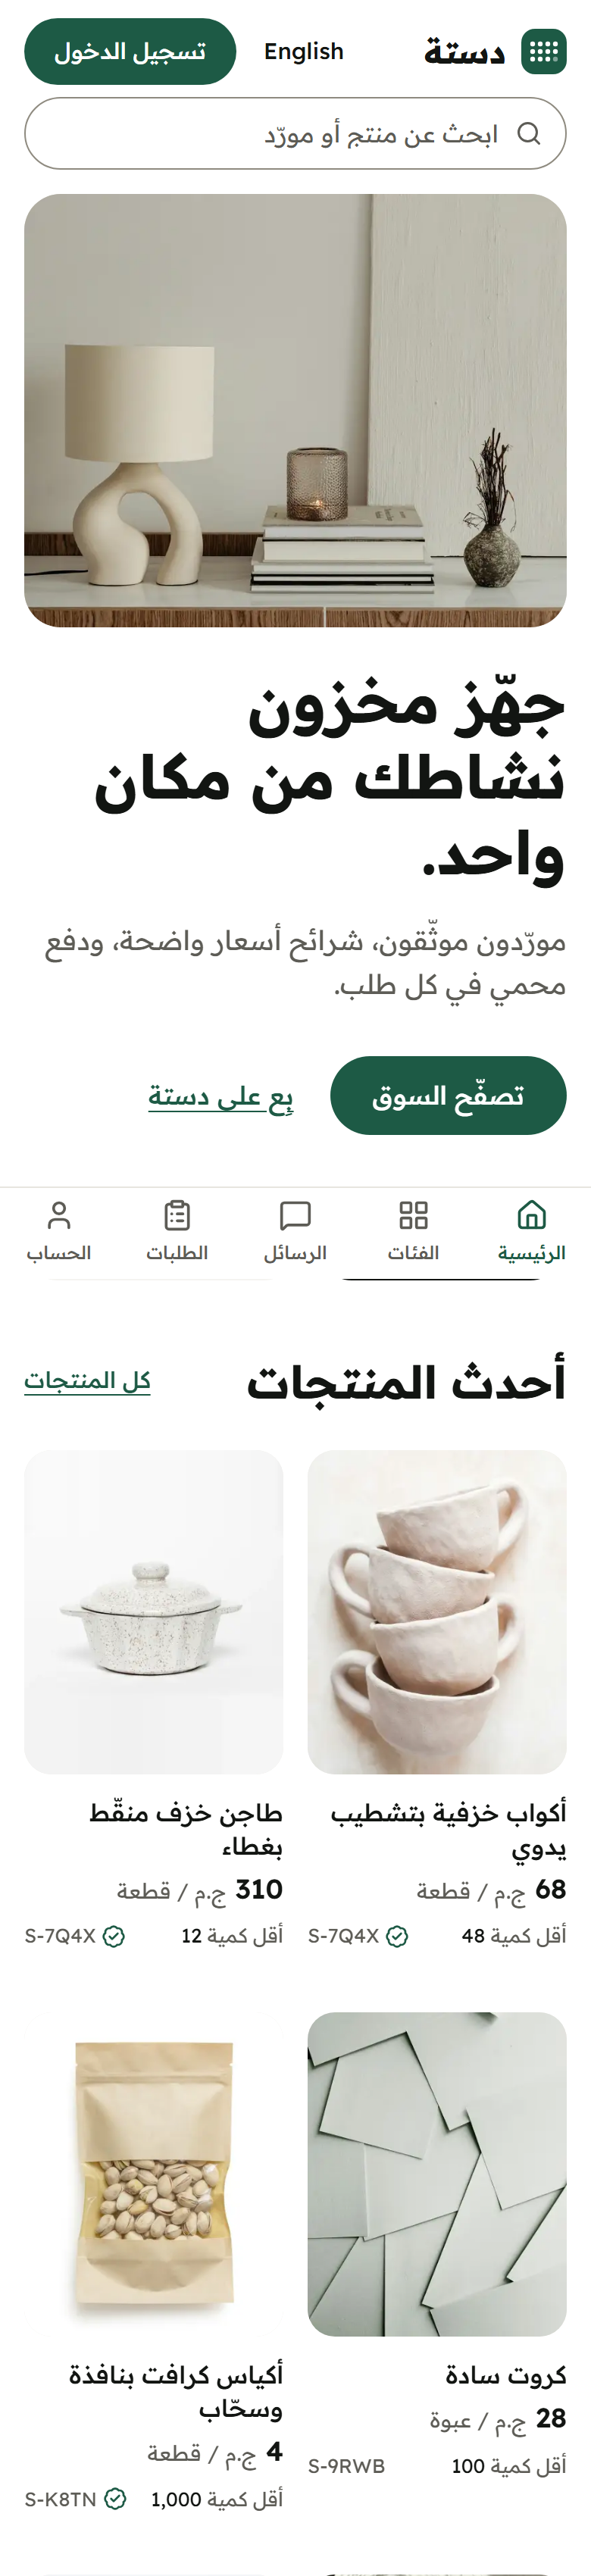 دستة
English
تسجيل الدخول
ابحث عن منتج أو مورّد
جهّز مخزون
نشاطك من مكان
واحد.
مورّدون موثّقون، شرائح أسعار واضحة، ودفع
محمي في كل طلب.
تصفّح السوق
بِع على دستة
الرئيسية
الفئات
الرسائل
الطلبات
الحساب
أحدث المنتجات
كل المنتجات
أكواب خزفية بتشطيب
يدوي
68 ج.م / قطعة
أقل كمية 48
S-7Q4X
طاجن خزف منقّط
بغطاء
310 ج.م / قطعة
أقل كمية 12
S-7Q4X
كروت سادة
28 ج.م / عبوة
أقل كمية 100
S-9RWB
أكياس كرافت بنافذة
وسحّاب
4 ج.م / قطعة
أقل كمية 1,000
S-K8TN